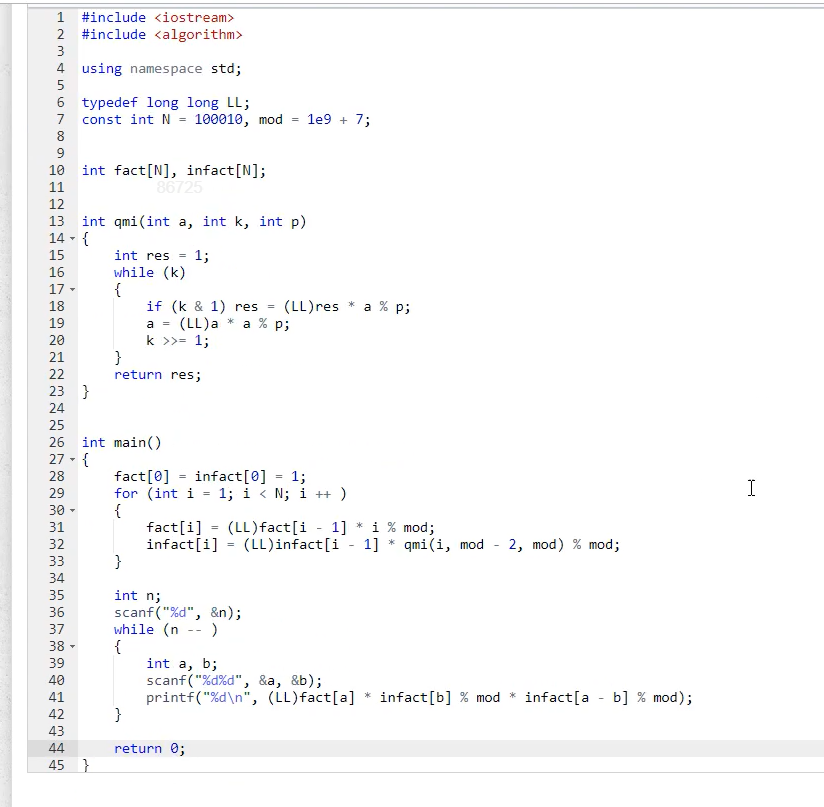 1 #include <iostream>
2 #include <algorithm>
3
4 using namespace std;
5
6 typedef long long LL;
7 const int N = 100010, mod = 1e9 + 7;
8
9
10 int fact[N], infact[N];
11 86725
12
13 int qmi(int a, int k, int p)
14 {
15     int res = 1;
16     while (k)
17     {
18         if (k & 1) res = (LL)res * a % p;
19         a = (LL)a * a % p;
20         k >>= 1;
21     }
22     return res;
23 }
24
25
26 int main()
27 {
28     fact[0] = infact[0] = 1;
29     for (int i = 1; i < N; i ++ )
30     {
31         fact[i] = (LL)fact[i - 1] * i % mod;
32         infact[i] = (LL)infact[i - 1] * qmi(i, mod - 2, mod) % mod;
33     }
34
35     int n;
36     scanf("%d", &n);
37     while (n -- )
38     {
39         int a, b;
40         scanf("%d%d", &a, &b);
41         printf("%d\n", (LL)fact[a] * infact[b] % mod * infact[a - b] % mod);
42     }
43
44     return 0;
45 }